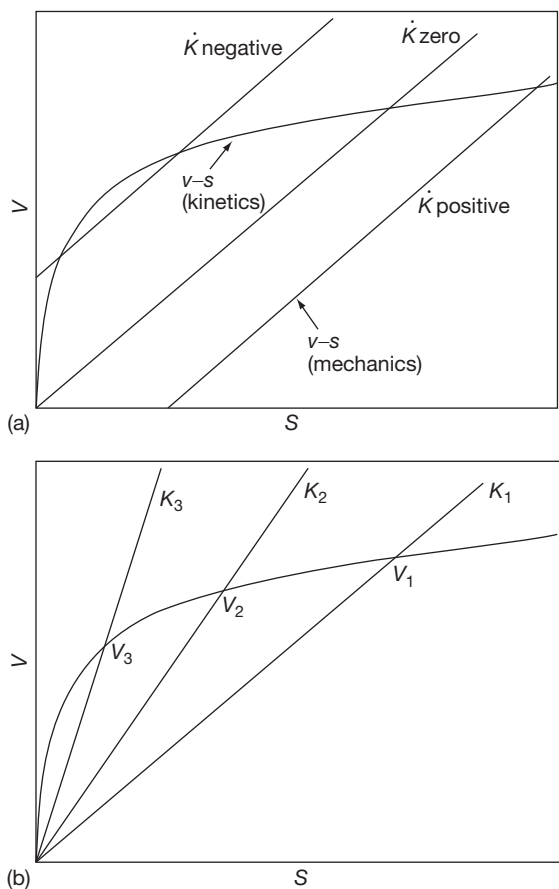 K̇ negative
K̇ zero
v–s
(kinetics)
K̇ positive
V
v–s
(mechanics)
(a)
S
K₃
K₂
K₁
V₁
V₂
V₃
V
(b)
S